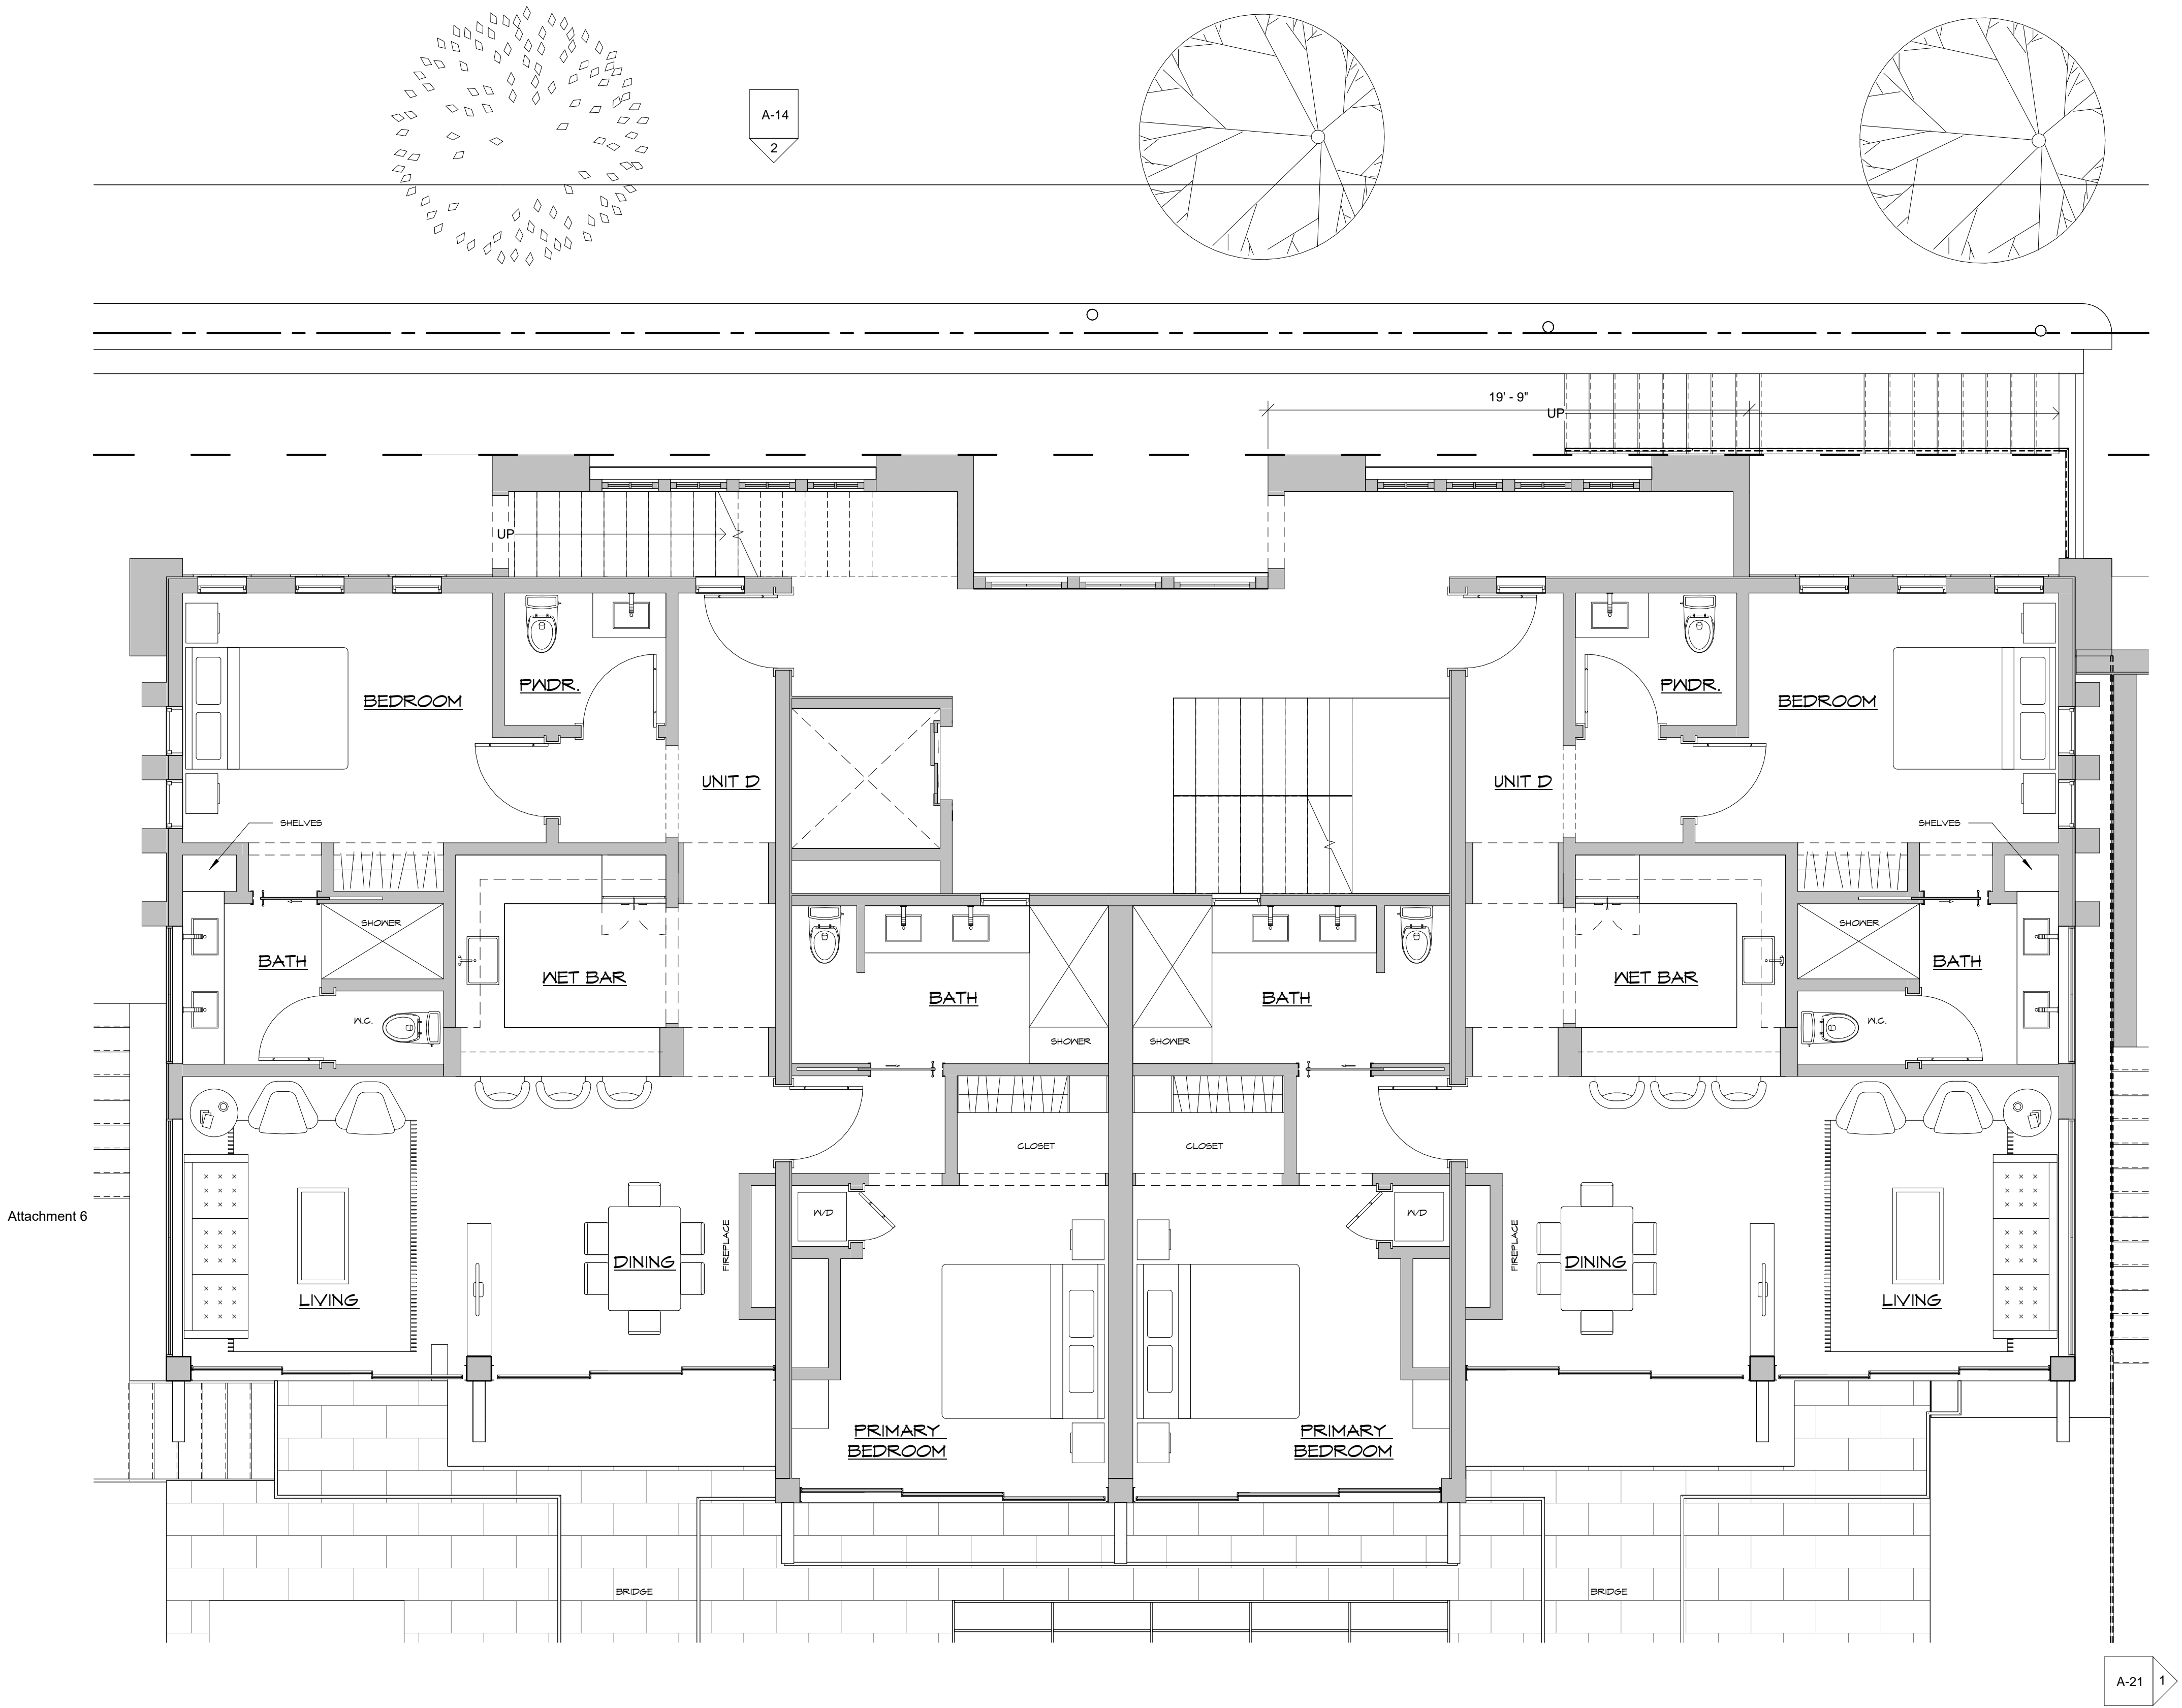 A-14
2
19' - 9"
UP
UP
PWDR.
PWDR.
BEDROOM
BEDROOM
UNIT D
UNIT D
SHELVES
SHELVES
SHOWER
SHOWER
BATH
WET BAR
WET BAR
BATH
BATH
BATH
W.C.
W.C.
SHOWER
SHOWER
CLOSET
CLOSET
Attachment 6
W/D
W/D
FIREPLACE
FIREPLACE
DINING
DINING
LIVING
LIVING
PRIMARY
BEDROOM
PRIMARY
BEDROOM
BRIDGE
BRIDGE
A-21
1